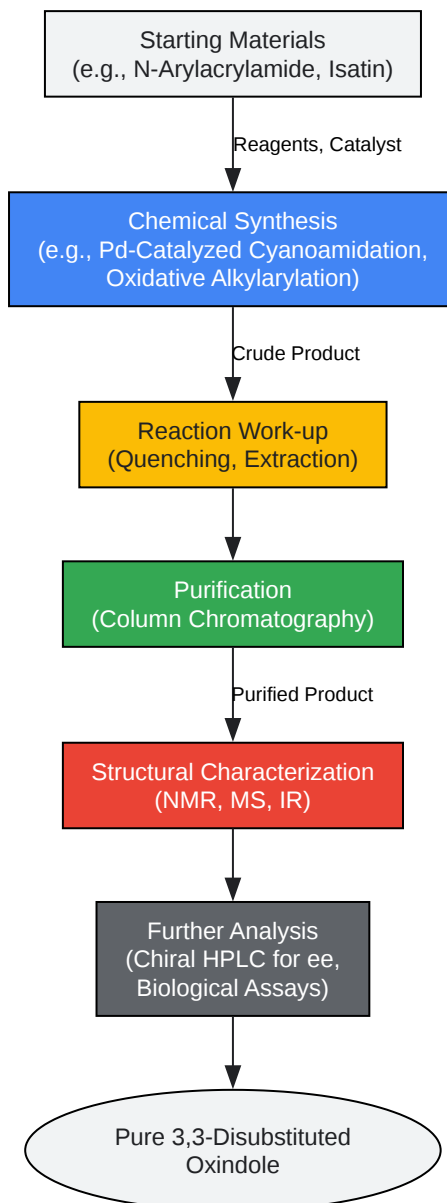 Starting Materials
(e.g., N-Arylacrylamide, Isatin)
Reagents, Catalyst
Chemical Synthesis
(e.g., Pd-Catalyzed Cyanoamidation,
Oxidative Alkylarylation)
Crude Product
Reaction Work-up
(Quenching, Extraction)
Purification
(Column Chromatography)
Purified Product
Structural Characterization
(NMR, MS, IR)
Further Analysis
(Chiral HPLC for ee,
Biological Assays)
Pure 3,3-Disubstituted
Oxindole